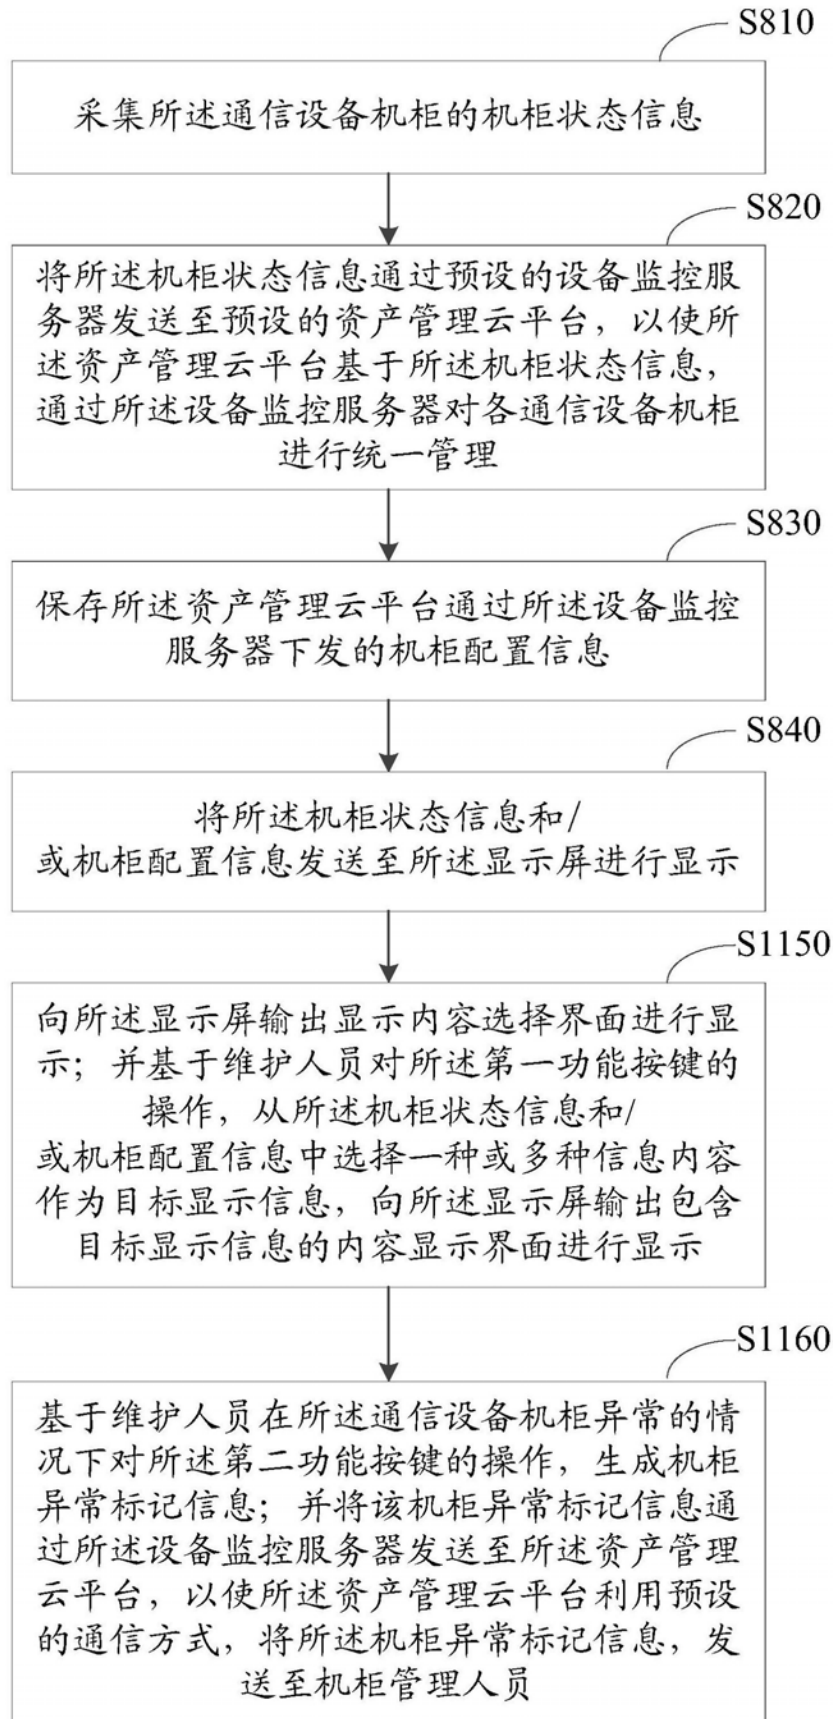 S810
采集所述通信设备机柜的机柜状态信息
S820
将所述机柜状态信息通过预设的设备监控服
务器发送至预设的资产管理云平台，以使所
述资产管理云平台基于所述机柜状态信息，
通过所述设备监控服务器对各通信设备机柜
进行统一管理
S830
保存所述资产管理云平台通过所述设备监控
服务器下发的机柜配置信息
S840
将所述机柜状态信息和/
或机柜配置信息发送至所述显示屏进行显示
S1150
向所述显示屏输出显示内容选择界面进行显
示；并基于维护人员对所述第一功能按键的
操作，从所述机柜状态信息和/
或机柜配置信息中选择一种或多种信息内容
作为目标显示信息，向所述显示屏输出包含
目标显示信息的内容显示界面进行显示
S1160
基于维护人员在所述通信设备机柜异常的情
况下对所述第二功能按键的操作，生成机柜
异常标记信息；并将该机柜异常标记信息通
过所述设备监控服务器发送至所述资产管理
云平台，以使所述资产管理云平台利用预设
的通信方式，将所述机柜异常标记信息，发
送至机柜管理人员